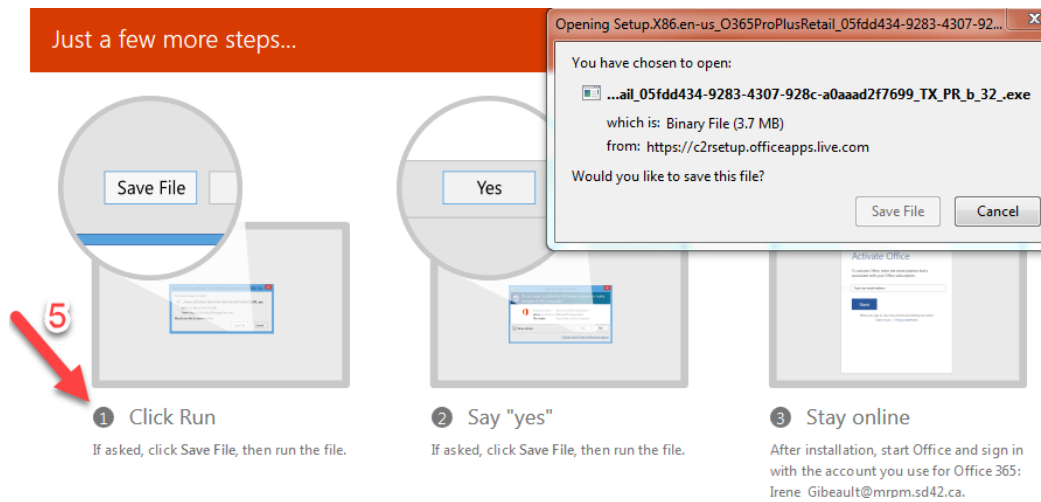 Just a few more steps...
Opening Setup.X86.en-us_O365ProPlusRetail_05fdd434-9283-4307-92...
You have chosen to open:
...ail_05fdd434-9283-4307-928c-a0aaad2f7699_TX_PR_b_32_.exe
which is: Binary File (3.7 MB)
from: https://c2rsetup.officeapps.live.com
Would you like to save this file?
Save File Cancel
Save File
Yes
Activate Office
Next
5
1 Click Run
If asked, click Save File, then run the file.
2 Say "yes"
If asked, click Save File, then run the file.
3 Stay online
After installation, start Office and sign in
with the account you use for Office 365:
Irene_Gibeault@mrpm.sd42.ca.